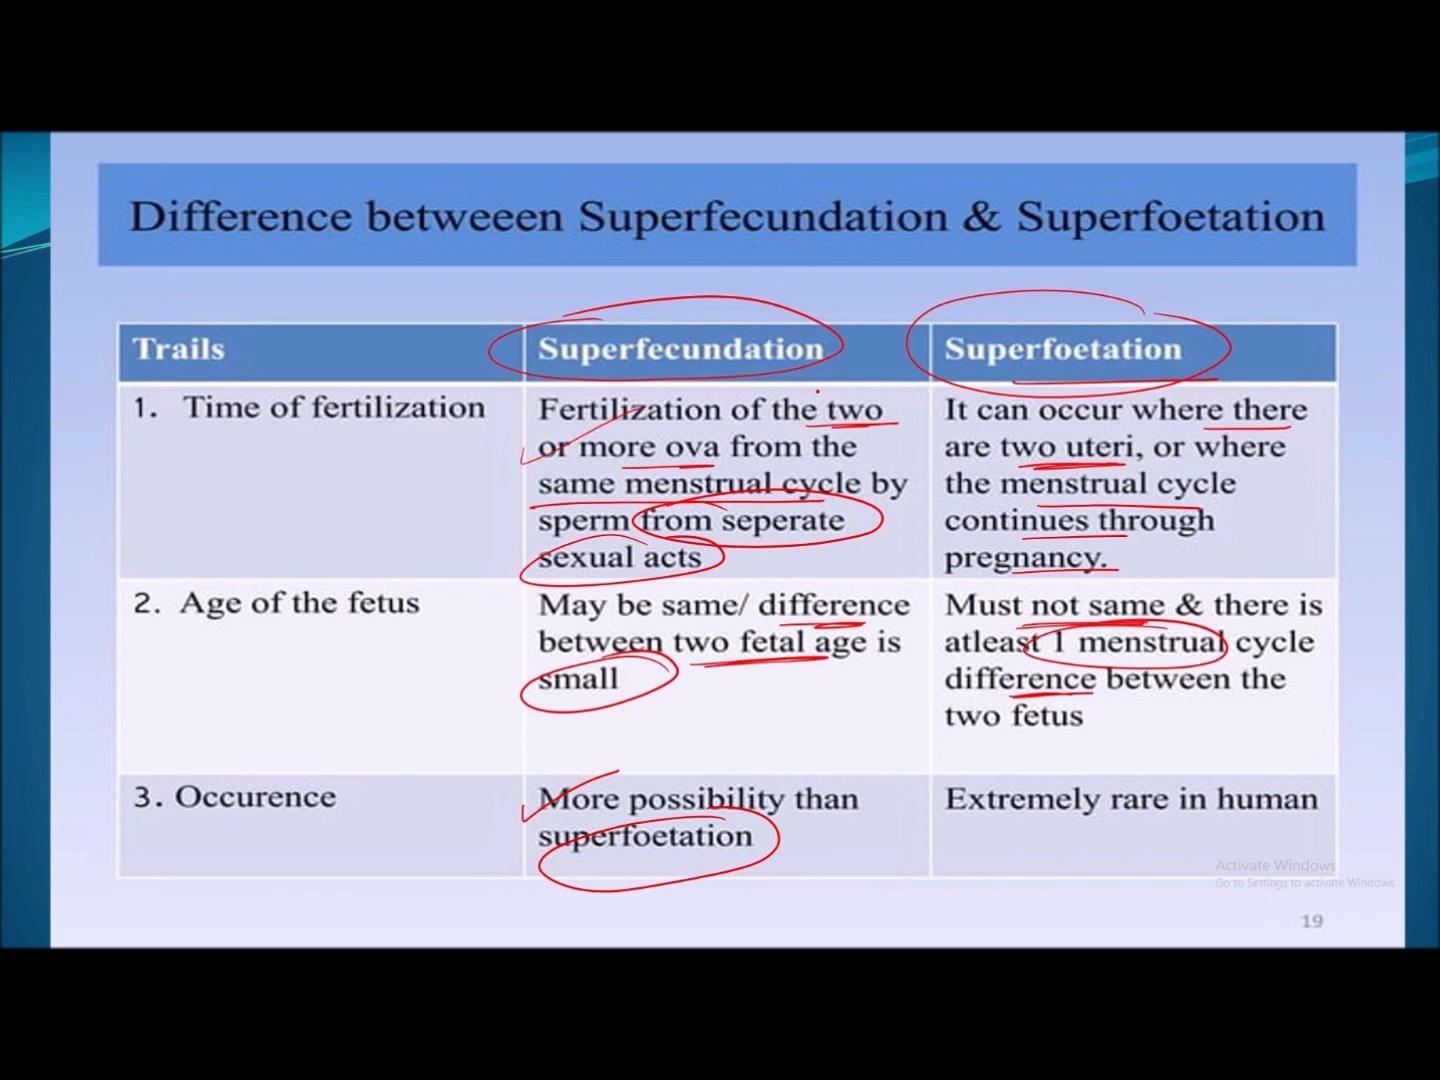 Difference betweeen Superfecundation & Superfoetation
Trails
Superfecundation
Superfoetation
1. Time of fertilization
Fertilization of the two
or more ova from the
same menstrual cycle by
sperm from seperate
sexual acts
It can occur where there
are two uteri, or where
the menstrual cycle
continues through
pregnancy.
2. Age of the fetus
May be same/ difference
between two fetal age is
small
Must not same & there is
atleast 1 menstrual cycle
difference between the
two fetus
3. Occurence
More possibility than
superfoetation
Extremely rare in human
Activate Windows
Go to Settings to activate Windows.
19